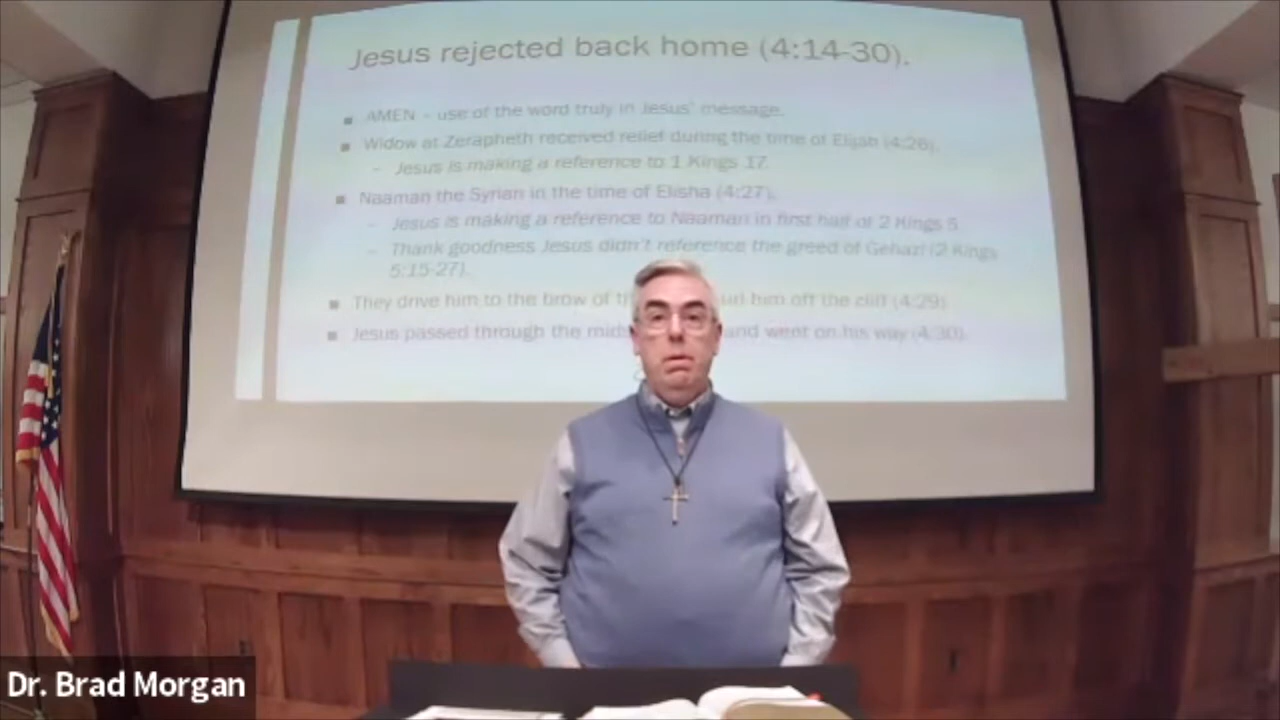 Jesus rejected back home (4:14-30).
AMEN – use of the word truly in Jesus' message.
Widow at Zerapheth received relief during the time of Elijah (4:26).
– Jesus is making a reference to 1 Kings 17.
Naaman the Syrian in the time of Elisha (4:27).
– Jesus is making a reference to Naaman in first half of 2 Kings 5
– Thank goodness Jesus didn't reference the greed of Gehazi (2 Kings
5:15-27).
They drive him to the brow of him off the cliff (4:29).
Jesus passed through the and went on his way (4:30).
Dr. Brad Morgan